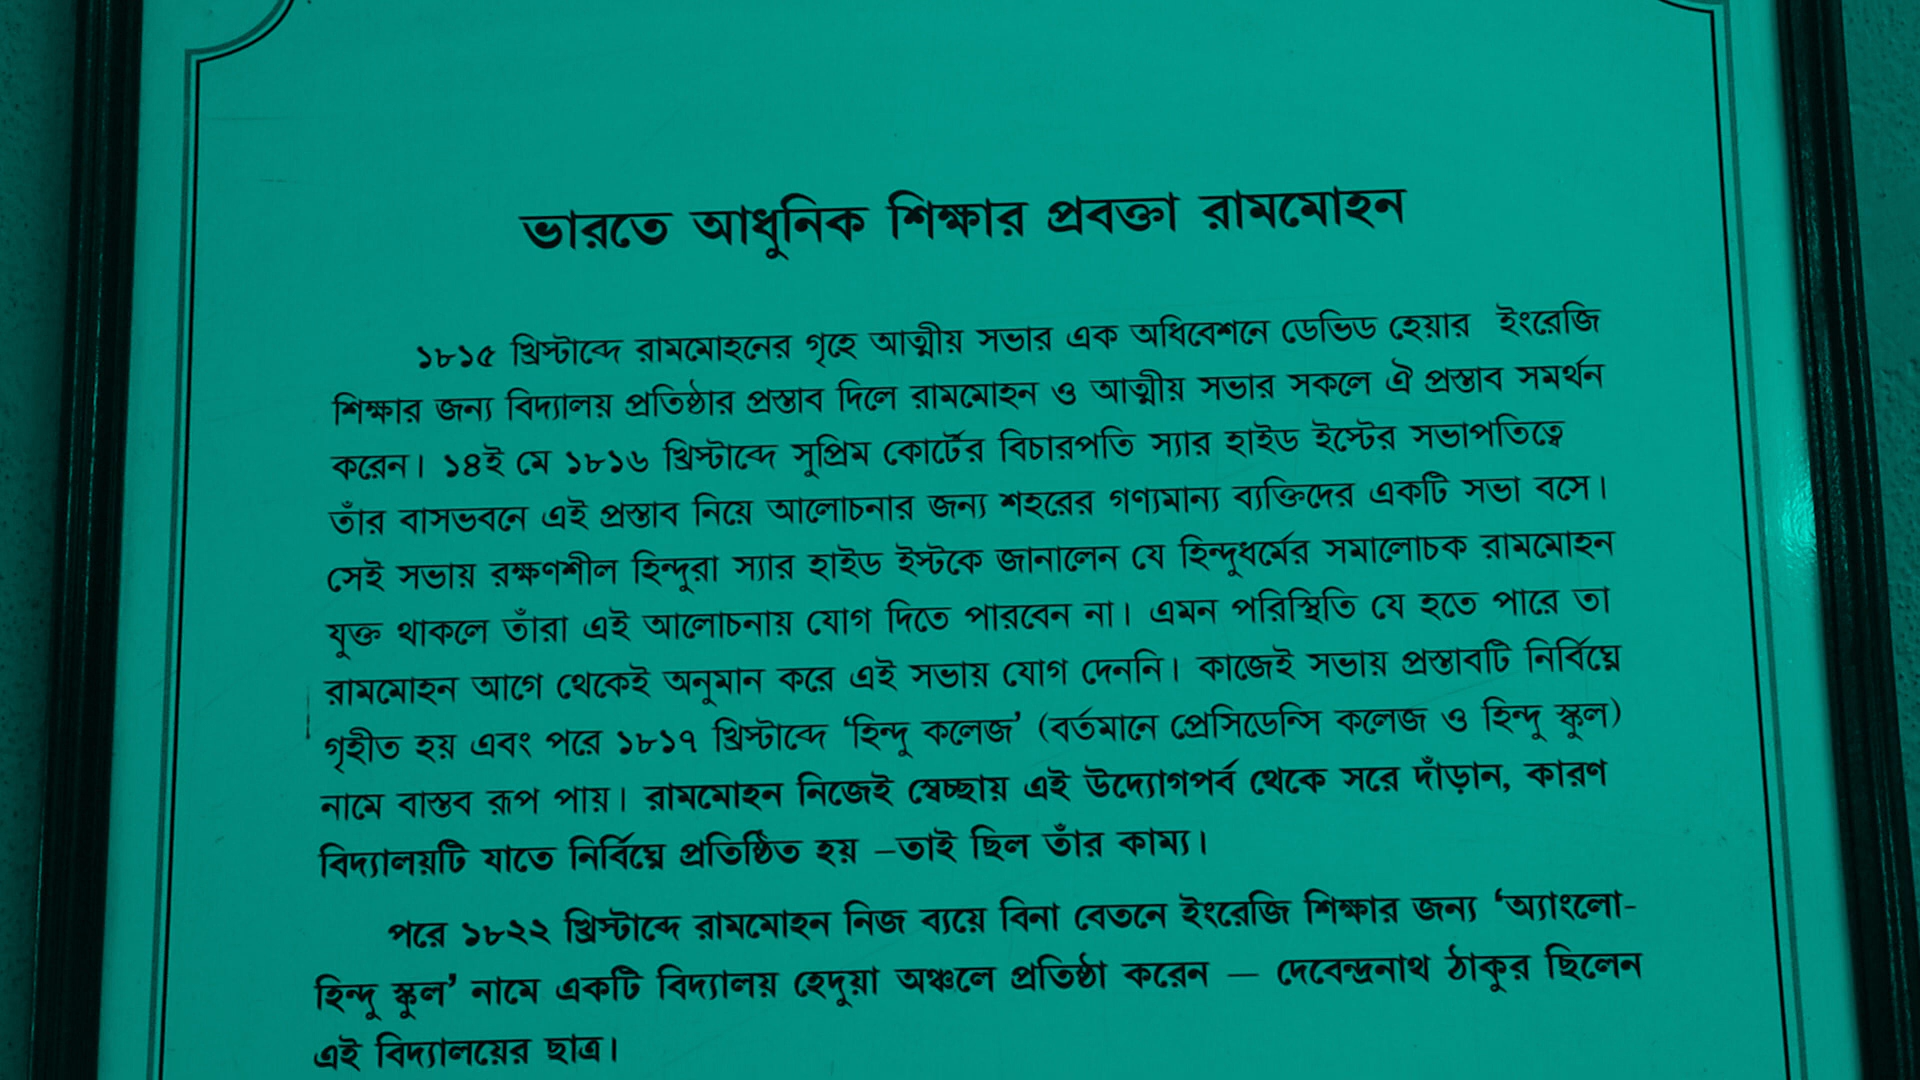 ভারতে আধুনিক শিক্ষার প্রবক্তা রামমোহন
১৮১৫ খ্রিস্টাব্দে রামমোহনের গৃহে আত্মীয় সভার এক অধিবেশনে ডেভিড হেয়ার ইংরেজি
শিক্ষার জন্য বিদ্যালয় প্রতিষ্ঠার প্রস্তাব দিলে রামমোহন ও আত্মীয় সভার সকলে ঐ প্রস্তাব সমর্থন
করেন। ১৪ই মে ১৮১৬ খ্রিস্টাব্দে সুপ্রিম কোর্টের বিচারপতি স্যার হাইড ইস্টের সভাপতিত্বে
তাঁর বাসভবনে এই প্রস্তাব নিয়ে আলোচনার জন্য শহরের গণ্যমান্য ব্যক্তিদের একটি সভা বসে।
সেই সভায় রক্ষণশীল হিন্দুরা স্যার হাইড ইস্টকে জানালেন যে হিন্দুধর্মের সমালোচক রামমোহন
যুক্ত থাকলে তাঁরা এই আলোচনায় যোগ দিতে পারবেন না। এমন পরিস্থিতি যে হতে পারে তা
রামমোহন আগে থেকেই অনুমান করে এই সভায় যোগ দেননি। কাজেই সভায় প্রস্তাবটি নির্বিঘ্নে
গৃহীত হয় এবং পরে ১৮১৭ খ্রিস্টাব্দে ‘হিন্দু কলেজ’ (বর্তমানে প্রেসিডেন্সি কলেজ ও হিন্দু স্কুল)
নামে বাস্তব রূপ পায়। রামমোহন নিজেই স্বেচ্ছায় এই উদ্যোগপর্ব থেকে সরে দাঁড়ান, কারণ
বিদ্যালয়টি যাতে নির্বিঘ্নে প্রতিষ্ঠিত হয় –তাই ছিল তাঁর কাম্য।
পরে ১৮২২ খ্রিস্টাব্দে রামমোহন নিজ ব্যয়ে বিনা বেতনে ইংরেজি শিক্ষার জন্য ‘অ্যাংলো-
হিন্দু স্কুল’ নামে একটি বিদ্যালয় হেদুয়া অঞ্চলে প্রতিষ্ঠা করেন — দেবেন্দ্রনাথ ঠাকুর ছিলেন
এই বিদ্যালয়ের ছাত্র।